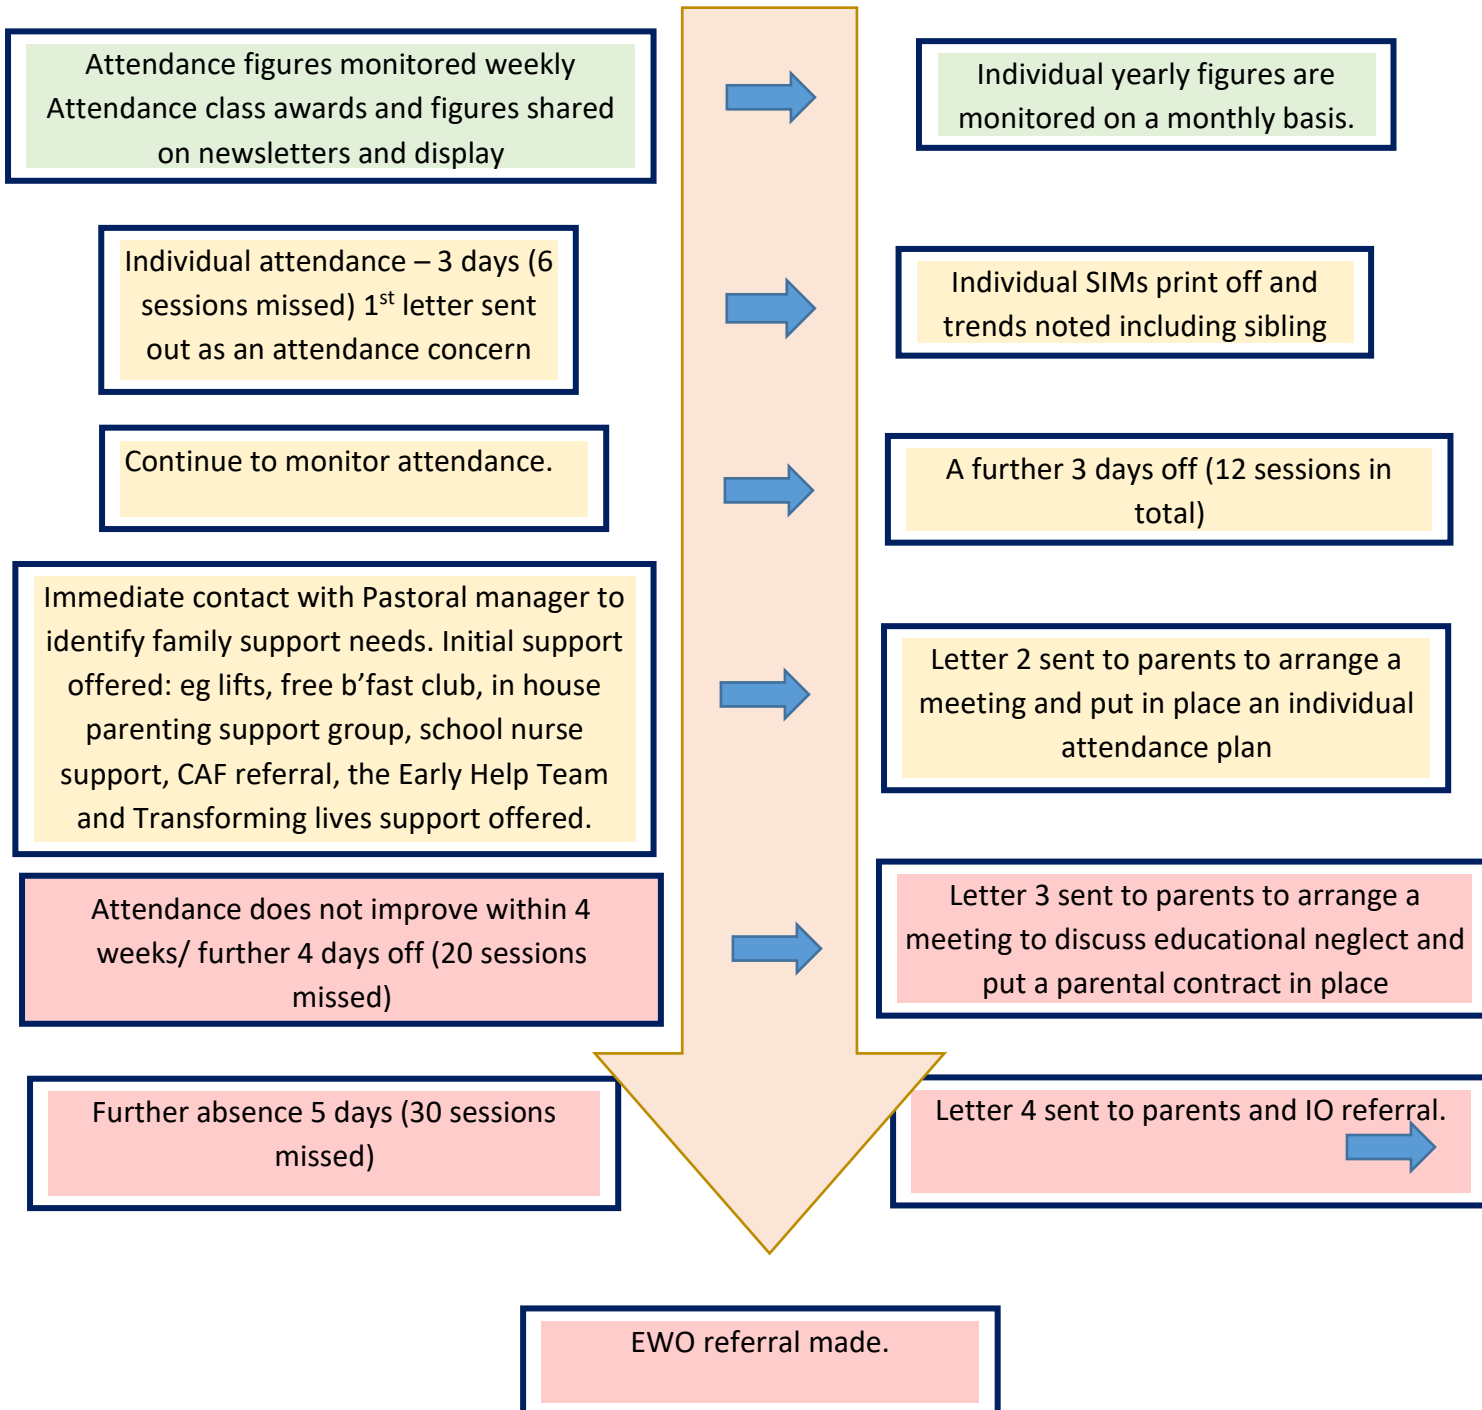 Attendance figures monitored weekly
Attendance class awards and figures shared
on newsletters and display
Individual yearly figures are
monitored on a monthly basis.
Individual attendance – 3 days (6
sessions missed) 1st letter sent
out as an attendance concern
Individual SIMs print off and
trends noted including sibling
Continue to monitor attendance.
A further 3 days off (12 sessions in
total)
Immediate contact with Pastoral manager to
identify family support needs. Initial support
offered: eg lifts, free b’fast club, in house
parenting support group, school nurse
support, CAF referral, the Early Help Team
and Transforming lives support offered.
Letter 2 sent to parents to arrange a
meeting and put in place an individual
attendance plan
Attendance does not improve within 4
weeks/ further 4 days off (20 sessions
missed)
Letter 3 sent to parents to arrange a
meeting to discuss educational neglect and
put a parental contract in place
Further absence 5 days (30 sessions
missed)
Letter 4 sent to parents and IO referral.
EWO referral made.